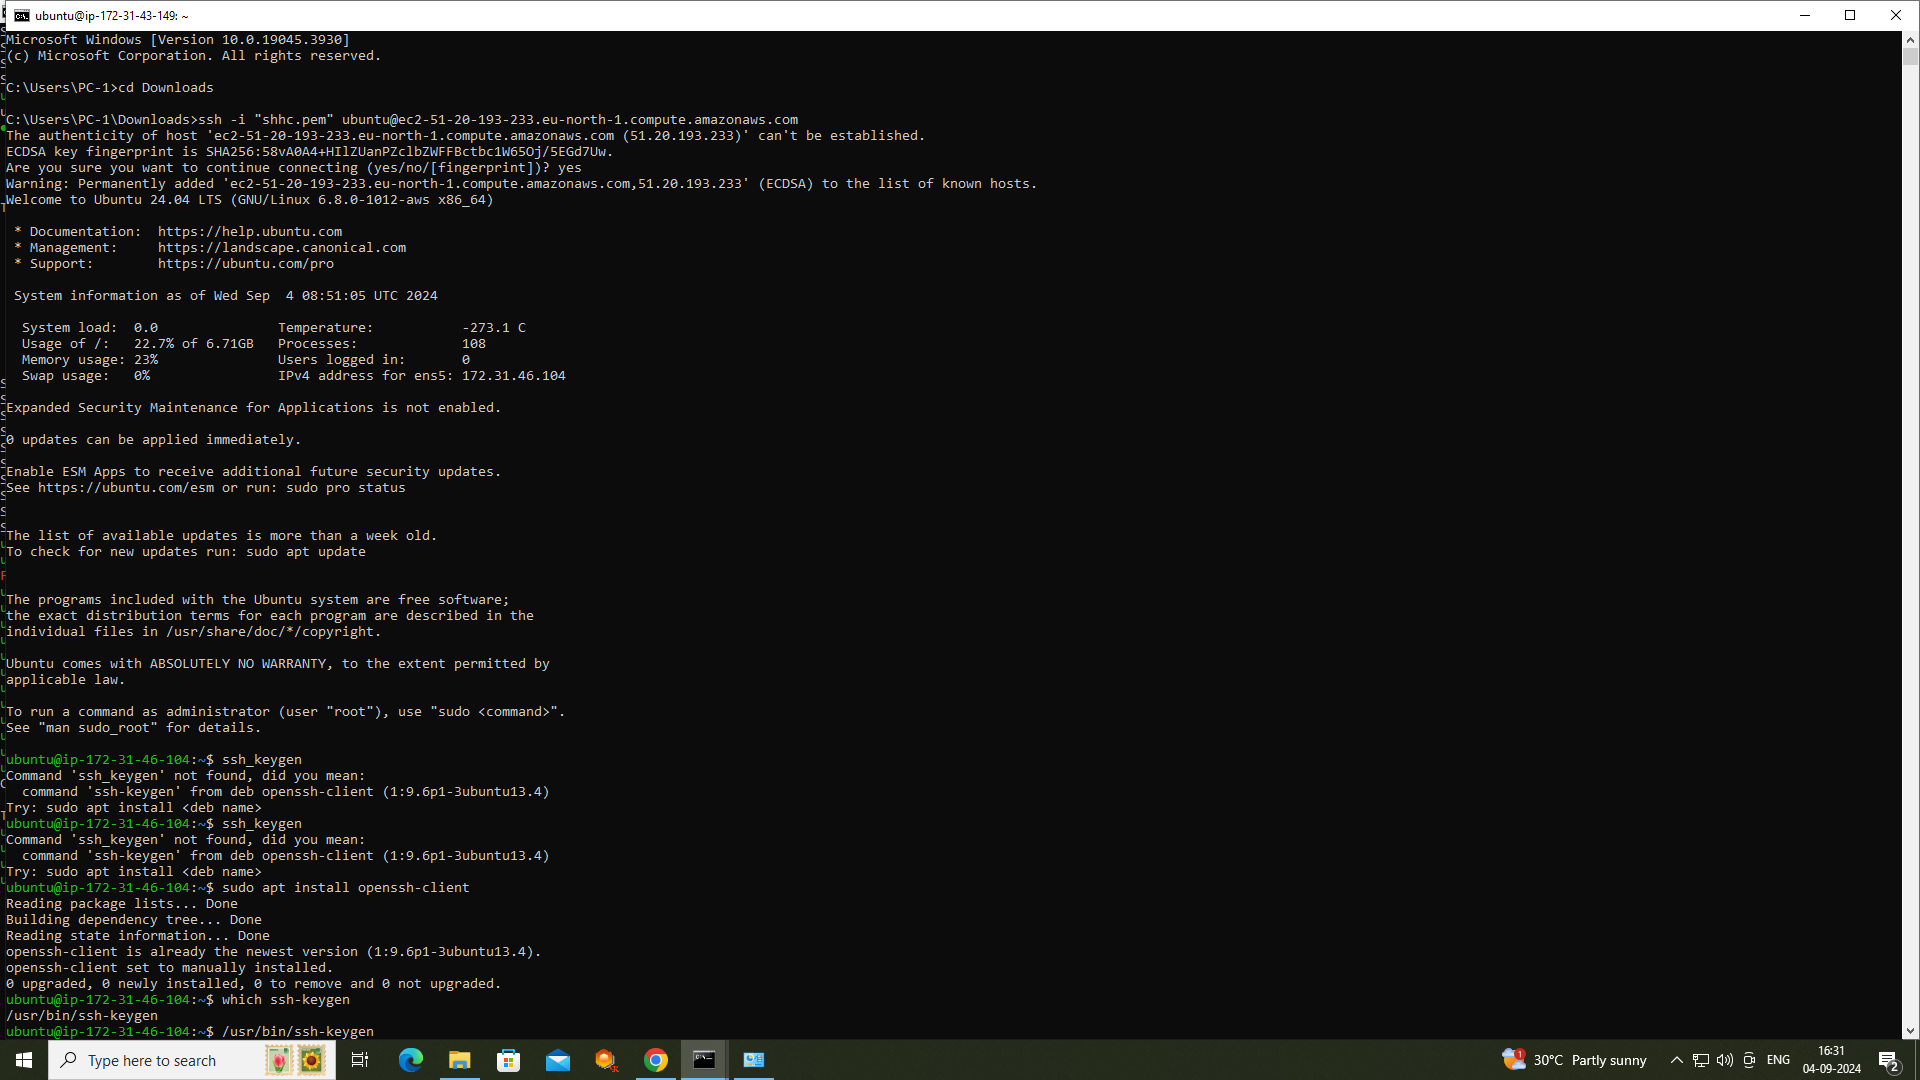 ubuntu@ip-172-31-43-149: ~
Microsoft Windows [Version 10.0.19045.3930]
(c) Microsoft Corporation. All rights reserved.
C:\Users\PC-1>cd Downloads
C:\Users\PC-1\Downloads>ssh -i "shhc.pem" ubuntu@ec2-51-20-193-233.eu-north-1.compute.amazonaws.com
The authenticity of host 'ec2-51-20-193-233.eu-north-1.compute.amazonaws.com (51.20.193.233)' can't be established.
ECDSA key fingerprint is SHA256:58vA0A4+HIlZUanPZclbZWFFBctbc1W65Oj/5EGd7Uw.
Are you sure you want to continue connecting (yes/no/[fingerprint])? yes
Warning: Permanently added 'ec2-51-20-193-233.eu-north-1.compute.amazonaws.com,51.20.193.233' (ECDSA) to the list of known hosts.
Welcome to Ubuntu 24.04 LTS (GNU/Linux 6.8.0-1012-aws x86_64)
* Documentation:  https://help.ubuntu.com
* Management:     https://landscape.canonical.com
* Support:        https://ubuntu.com/pro
System information as of Wed Sep  4 08:51:05 UTC 2024
System load:  0.0               Temperature:           -273.1 C
Usage of /:   22.7% of 6.71GB   Processes:             108
Memory usage: 23%               Users logged in:       0
Swap usage:   0%                IPv4 address for ens5: 172.31.46.104
Expanded Security Maintenance for Applications is not enabled.
0 updates can be applied immediately.
Enable ESM Apps to receive additional future security updates.
See https://ubuntu.com/esm or run: sudo pro status
The list of available updates is more than a week old.
To check for new updates run: sudo apt update
The programs included with the Ubuntu system are free software;
the exact distribution terms for each program are described in the
individual files in /usr/share/doc/*/copyright.
Ubuntu comes with ABSOLUTELY NO WARRANTY, to the extent permitted by
applicable law.
To run a command as administrator (user "root"), use "sudo <command>".
See "man sudo_root" for details.
ubuntu@ip-172-31-46-104:~$ ssh_keygen
Command 'ssh_keygen' not found, did you mean:
command 'ssh-keygen' from deb openssh-client (1:9.6p1-3ubuntu13.4)
Try: sudo apt install <deb name>
ubuntu@ip-172-31-46-104:~$ ssh_keygen
Command 'ssh_keygen' not found, did you mean:
command 'ssh-keygen' from deb openssh-client (1:9.6p1-3ubuntu13.4)
Try: sudo apt install <deb name>
ubuntu@ip-172-31-46-104:~$ sudo apt install openssh-client
Reading package lists... Done
Building dependency tree... Done
Reading state information... Done
openssh-client is already the newest version (1:9.6p1-3ubuntu13.4).
openssh-client set to manually installed.
0 upgraded, 0 newly installed, 0 to remove and 0 not upgraded.
ubuntu@ip-172-31-46-104:~$ which ssh-keygen
/usr/bin/ssh-keygen
ubuntu@ip-172-31-46-104:~$ /usr/bin/ssh-keygen
Type here to search
1
30°C Partly sunny
ENG
16:31
04-09-2024
2